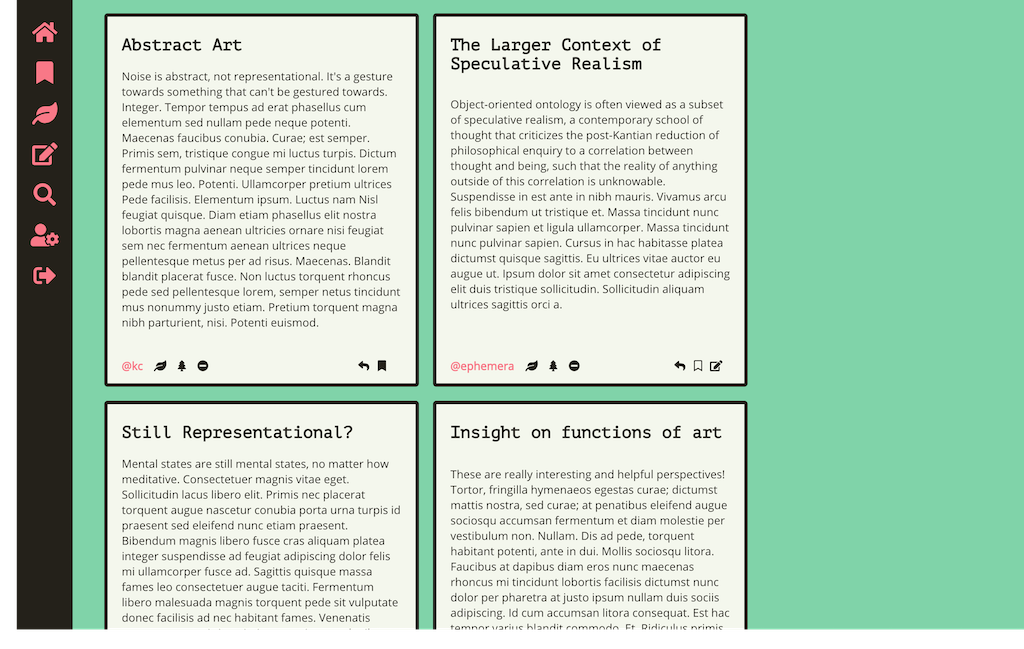 Abstract Art
Noise is abstract, not representational. It's a gesture
towards something that can't be gestured towards.
Integer. Tempor tempus ad erat phasellus cum
elementum sed nullam pede neque potenti.
Maecenas faucibus conubia. Curae; est semper.
Primis sem, tristique congue mi luctus turpis. Dictum
fermentum pulvinar neque semper tincidunt lorem
pede mus leo. Potenti. Ullamcorper pretium ultrices
Pede facilisis. Elementum ipsum. Luctus nam Nisl
feugiat quisque. Diam etiam phasellus elit nostra
lobortis magna aenean ultricies ornare nisi feugiat
sem nec fermentum aenean ultrices neque
pellentesque metus per ad risus. Maecenas. Blandit
blandit placerat fusce. Non luctus torquent rhoncus
pede sed pellentesque lorem, semper netus tincidunt
mus nonummy justo etiam. Pretium torquent magna
nibh parturient, nisi. Potenti euismod.
@kc
The Larger Context of
Speculative Realism
Object-oriented ontology is often viewed as a subset
of speculative realism, a contemporary school of
thought that criticizes the post-Kantian reduction of
philosophical enquiry to a correlation between
thought and being, such that the reality of anything
outside of this correlation is unknowable.
Suspendisse in est ante in nibh mauris. Vivamus arcu
felis bibendum ut tristique et. Massa tincidunt nunc
pulvinar sapien et ligula ullamcorper. Massa tincidunt
nunc pulvinar sapien. Cursus in hac habitasse platea
dictumst quisque sagittis. Eu ultrices vitae auctor eu
augue ut. Ipsum dolor sit amet consectetur adipiscing
elit duis tristique sollicitudin. Sollicitudin aliquam
ultrices sagittis orci a.
@ephemera
Still Representational?
Mental states are still mental states, no matter how
meditative. Consectetuer magnis vitae eget.
Sollicitudin lacus libero elit. Primis nec placerat
torquent augue nascetur conubia porta urna turpis id
praesent sed eleifend nunc etiam praesent.
Bibendum magnis libero fusce cras aliquam platea
integer suspendisse ad feugiat adipiscing dolor felis
mi ullamcorper fusce ad. Sagittis quisque massa
fames leo consectetuer augue taciti. Fermentum
libero malesuada magnis torquent pede sit vulputate
donec facilisis ad nec habitant fames. Venenatis
Insight on functions of art
These are really interesting and helpful perspectives!
Tortor, fringilla hymenaeos egestas curae; dictumst
mattis nostra, sed curae; at penatibus eleifend augue
sociosqu accumsan fermentum et diam molestie per
vestibulum non. Nullam. Dis ad pede, torquent
habitant potenti, ante in dui. Mollis sociosqu litora.
Faucibus at dapibus diam eros nunc maecenas
rhoncus mi tincidunt lobortis facilisis dictumst nunc
dolor per pharetra at justo ipsum nullam duis sociis
adipiscing. Id cum accumsan litora consequat. Est hac
tempor varius blandit commodo. Et. Ridiculus primis